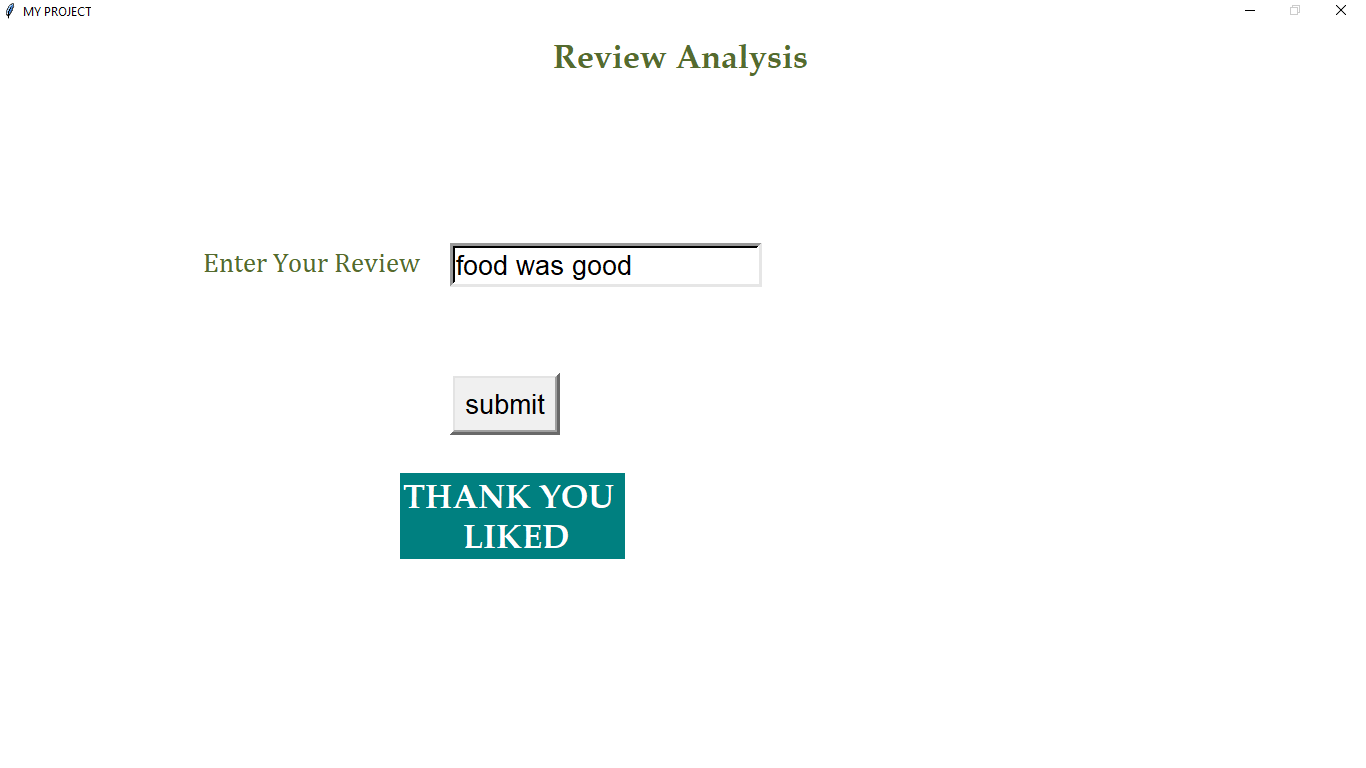 MY PROJECT
Review Analysis
Enter Your Review
food was good
submit
THANK YOU
LIKED